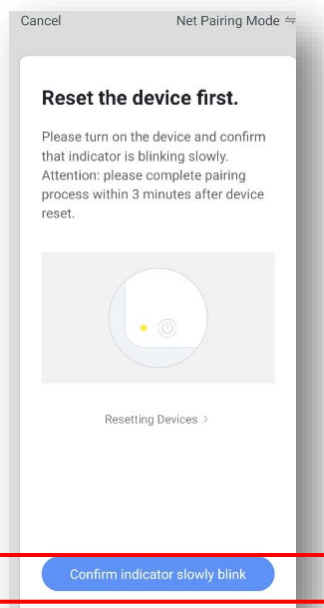 Cancel
Net Pairing Mode ⇋
Reset the device first.
Please turn on the device and confirm
that indicator is blinking slowly.
Attention: please complete pairing
process within 3 minutes after device
reset.
Resetting Devices >
Confirm indicator slowly blink